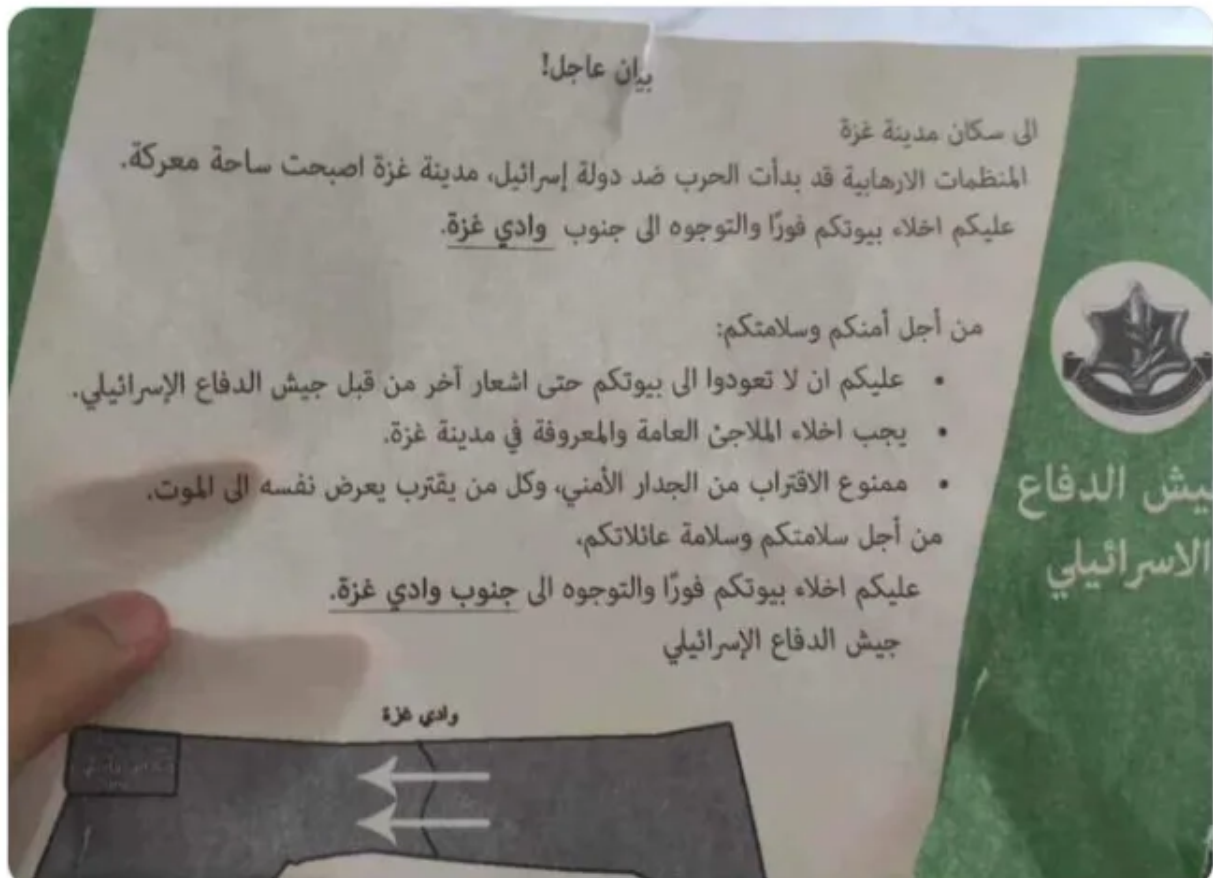 بيان عاجل!
الى سكان مدينة غزة
المنظمات الارهابية قد بدأت الحرب ضد دولة إسرائيل، مدينة غزة اصبحت ساحة معركة.
عليكم اخلاء بيوتكم فورًا والتوجوه الى جنوب وادي غزة.
من أجل أمنكم وسلامتكم:
• عليكم ان لا تعودوا الى بيوتكم حتى اشعار آخر من قبل جيش الدفاع الإسرائيلي.
• يجب اخلاء الملاجئ العامة والمعروفة في مدينة غزة.
• ممنوع الاقتراب من الجدار الأمني، وكل من يقترب يعرض نفسه الى الموت.
من أجل سلامتكم وسلامة عائلاتكم،
عليكم اخلاء بيوتكم فورًا والتوجوه الى جنوب وادي غزة.
جيش الدفاع الإسرائيلي
وادي غزة
يش الدفاع
الاسرائيلي